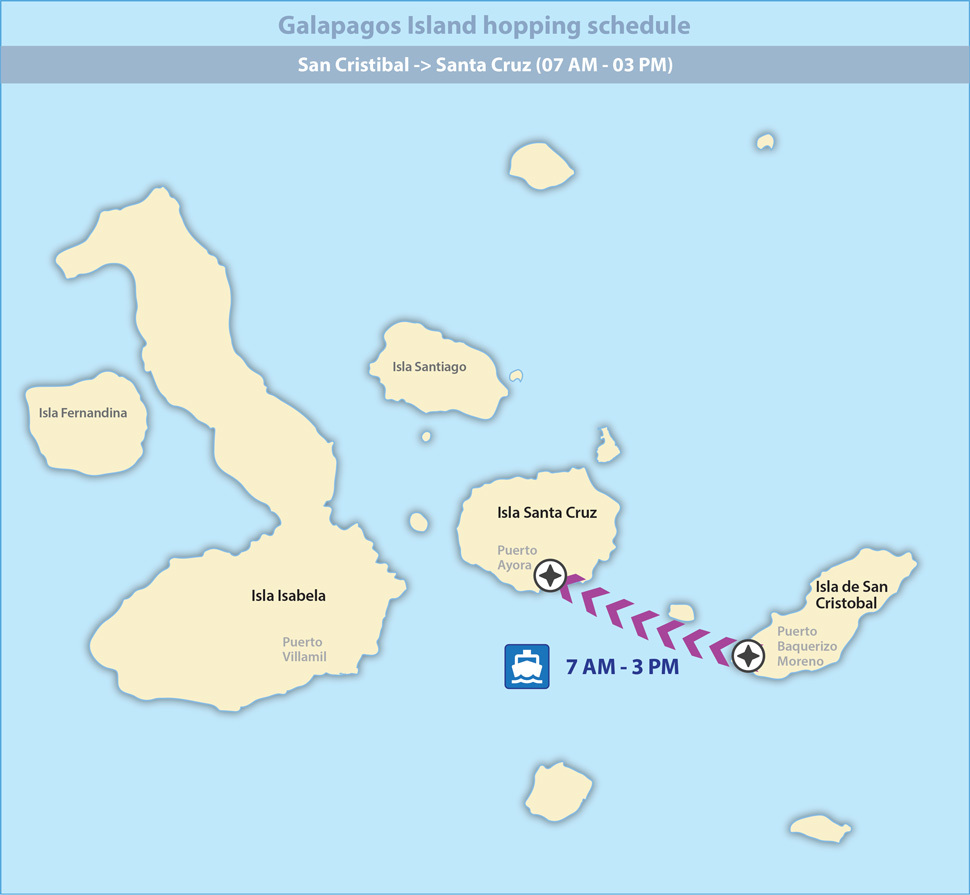 Galapagos Island hopping schedule
San Cristibal -> Santa Cruz (07 AM - 03 PM)
Isla Santiago
Isla Fernandina
Isla Santa Cruz
Puerto
Ayora
Isla de San
Cristobal
Isla Isabela
Puerto
Villamil
Puerto
Baquerizo
Moreno
7 AM - 3 PM